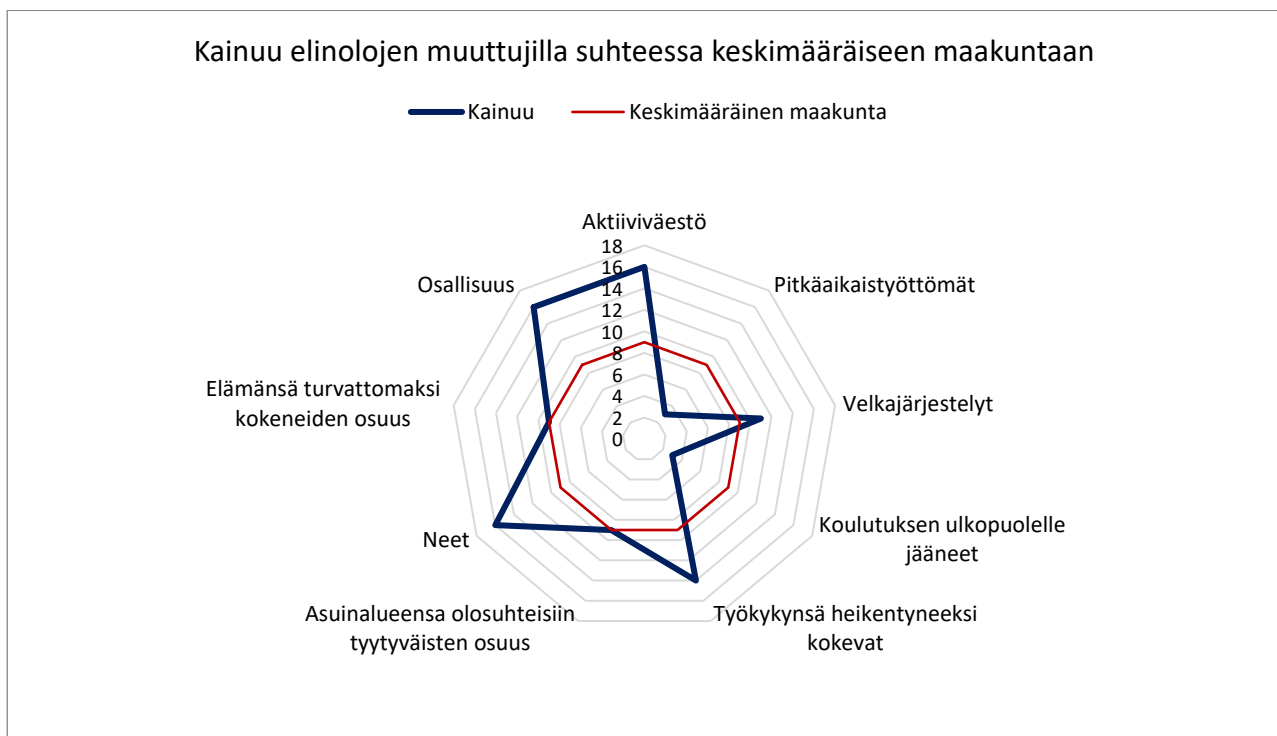 Kainuu elinolojen muuttujilla suhteessa keskimääräiseen maakuntaan
Kainuu
Keskimääräinen maakunta
Aktiiviväestö
Pitkäaikaistyöttömät
Velkajärjestelyt
Koulutuksen ulkopuolelle
jääneet
Työkykynsä heikentyneeksi
kokevat
Asuinalueensa olosuhteisiin
tyytyväisten osuus
Neet
Elämänsä turvattomaksi
kokeneiden osuus
Osallisuus
18
16
14
12
10
8
6
4
2
0